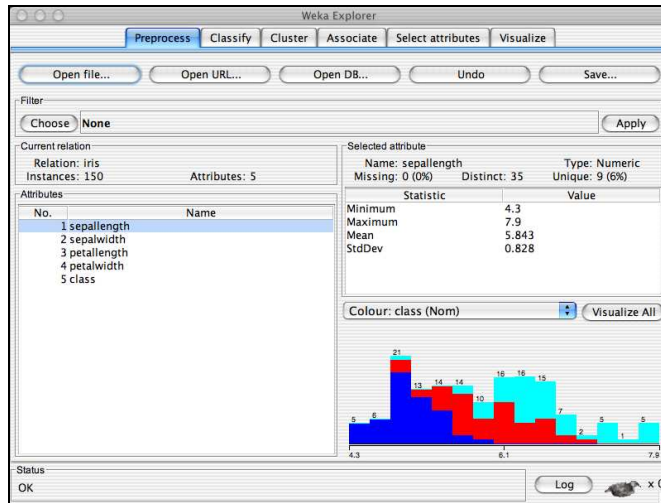 Weka Explorer
Preprocess Classify Cluster Associate Select attributes Visualize
Open file... Open URL... Open DB... Undo Save...
Filter
Choose None Apply
Current relation
Relation: iris
Instances: 150 Attributes: 5
Attributes
No. Name
1 sepallength
2 sepalwidth
3 petallength
4 petalwidth
5 class
Selected attribute
Name: sepallength Type: Numeric
Missing: 0 (0%) Distinct: 35 Unique: 9 (6%)
Statistic Value
Minimum 4.3
Maximum 7.9
Mean 5.843
StdDev 0.828
Colour: class (Nom) Visualize All
5 6 21 13 14 14 10 16 16 15 7 2 5 1 5
4.3 6.1 7.9
Status
OK
Log x 0